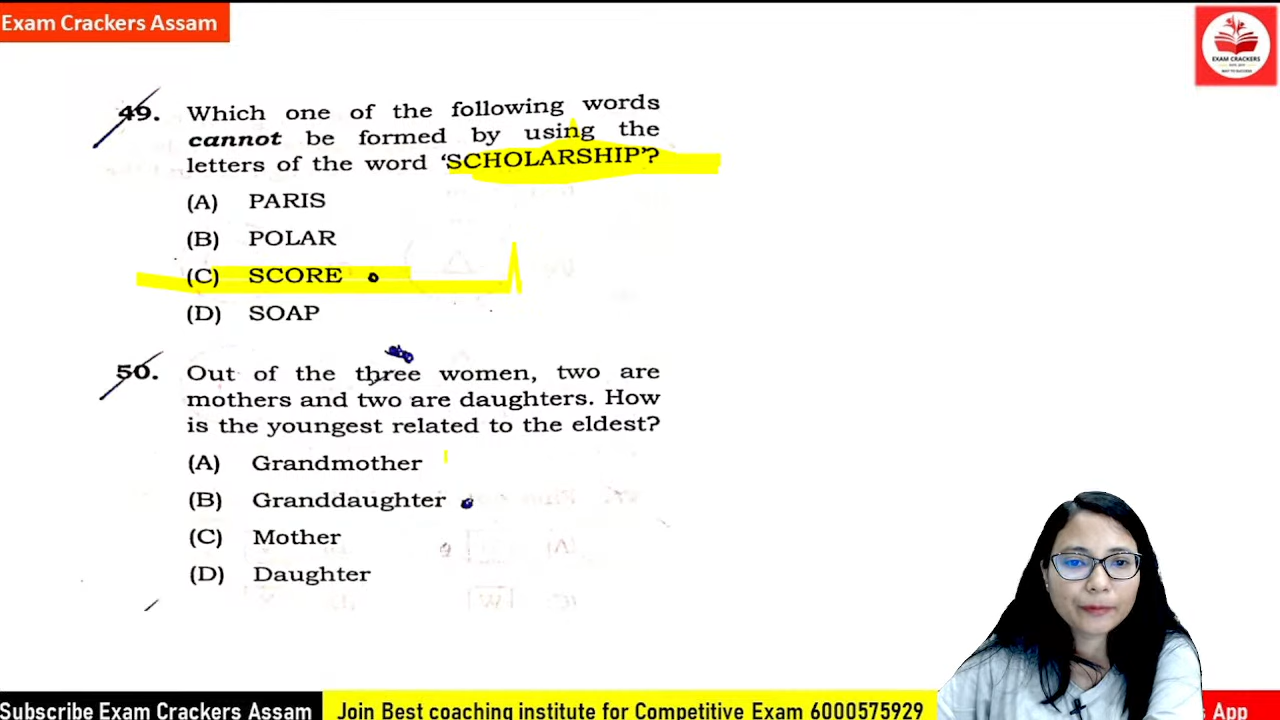 Exam Crackers Assam
EXAM CRACKERS
49. Which one of the following words
cannot be formed by using the
letters of the word ‘SCHOLARSHIP’?
(A) PARIS
(B) POLAR
(C) SCORE
(D) SOAP
50. Out of the three women, two are
mothers and two are daughters. How
is the youngest related to the eldest?
(A) Grandmother
(B) Granddaughter
(C) Mother
(D) Daughter
Subscribe Exam Crackers Assam
Join Best coaching institute for Competitive Exam 6000575929
App